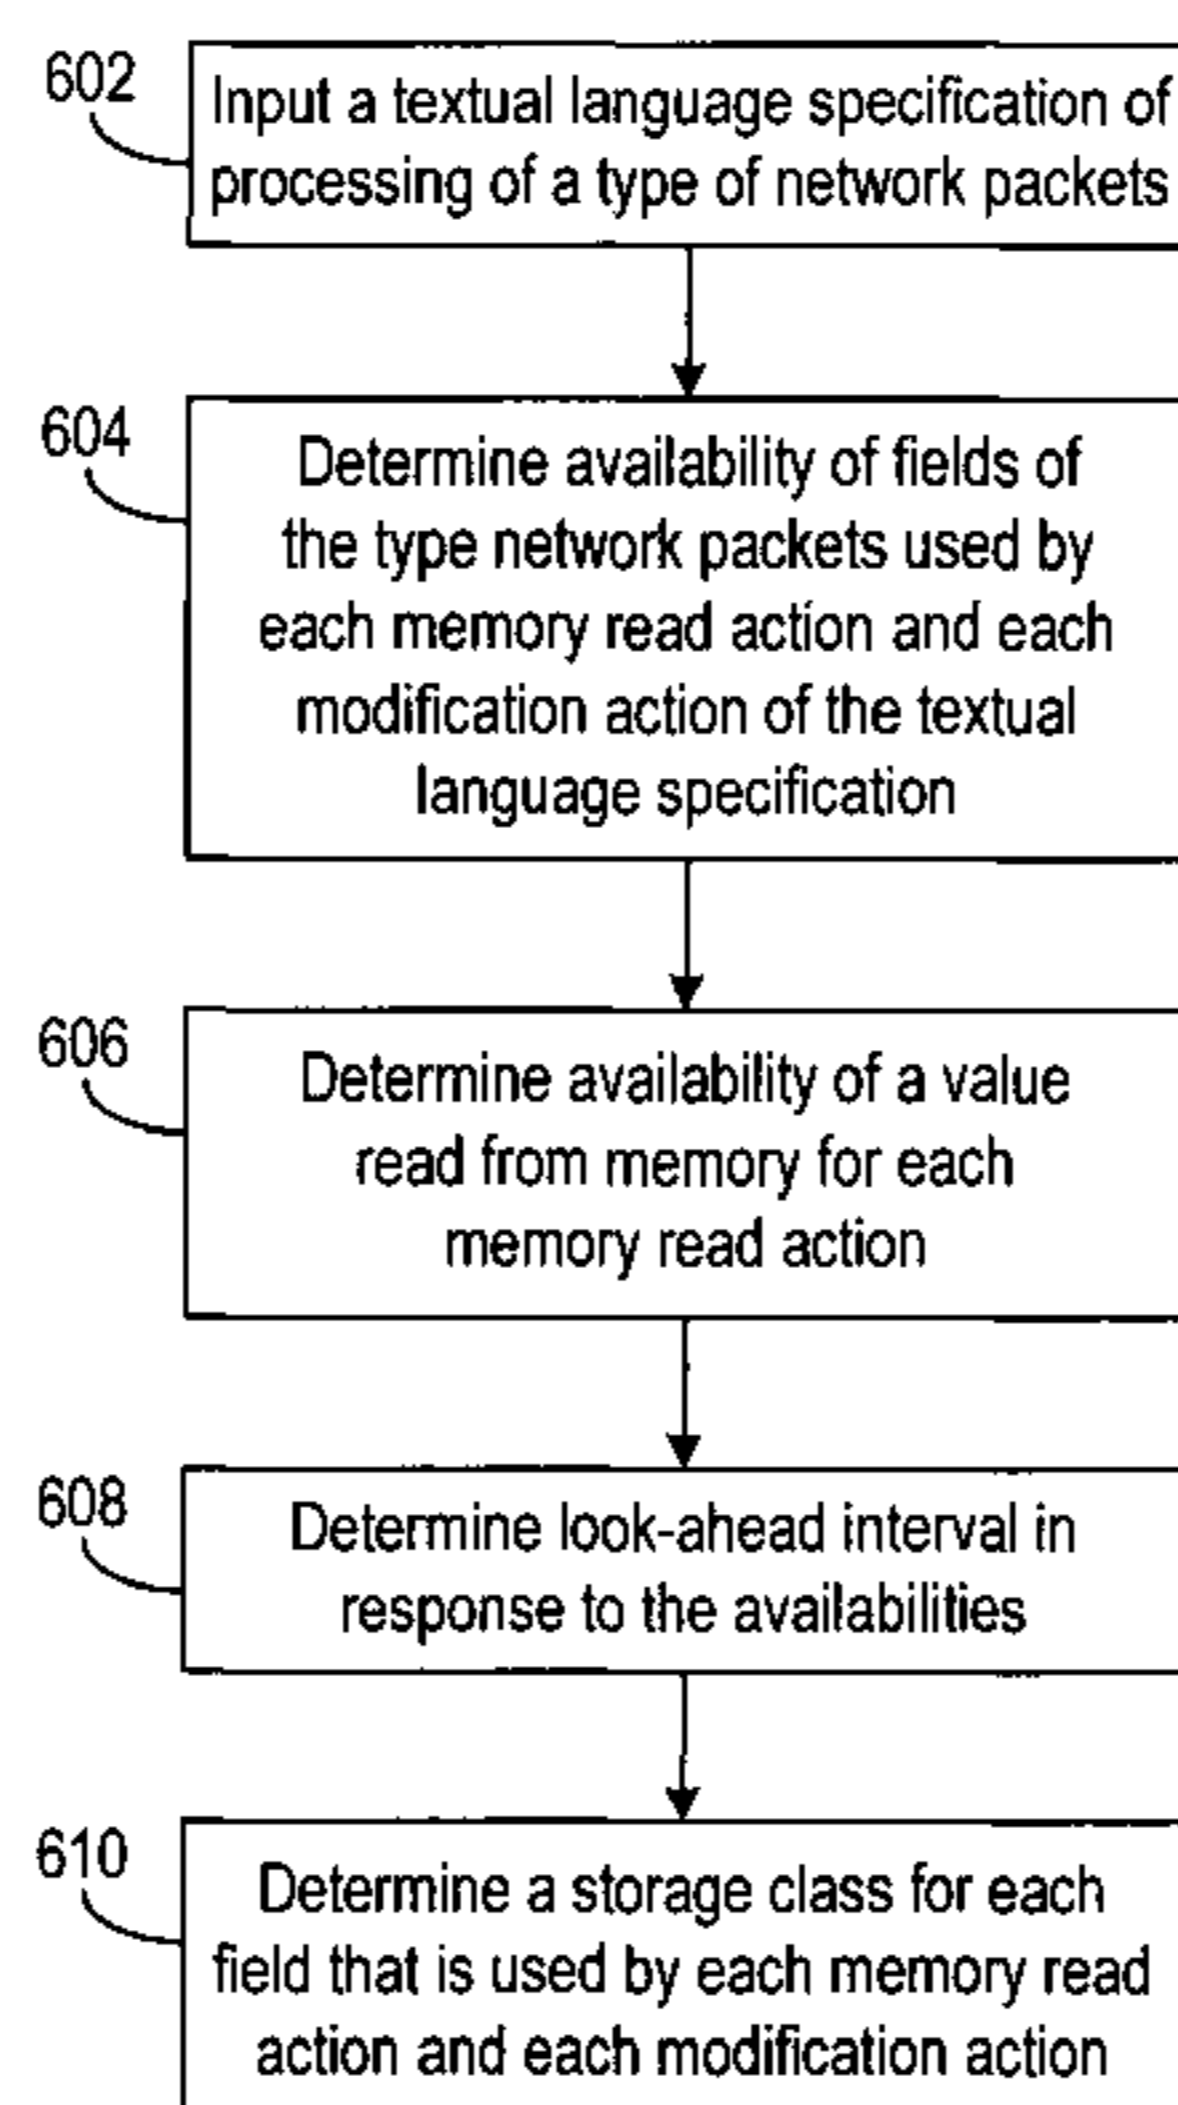 602
Input a textual language specification of
processing of a type of network packets
604
Determine availability of fields of
the type network packets used by
each memory read action and each
modification action of the textual
language specification
606
Determine availability of a value
read from memory for each
memory read action
608
Determine look-ahead interval in
response to the availabilities
610
Determine a storage class for each
field that is used by each memory read
action and each modification action